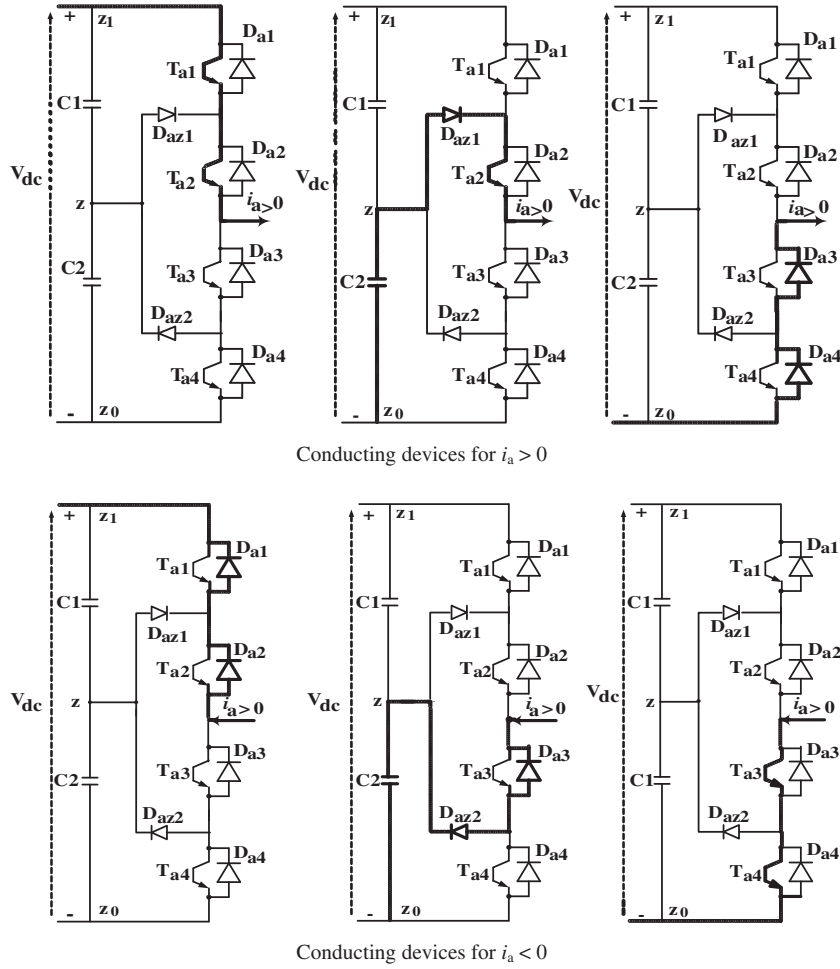 + z1 Da1
Ta1
C1
Daz1
Da2
Ta2
Vdc
z
ia>0
Da3
Ta3
C2
Daz2
Da4
Ta4
- z0
+ z1 Da1
Ta1
C1
Daz1
Da2
Ta2
Vdc
z
ia>0
Da3
Ta3
C2
Daz2
Da4
Ta4
- z0
+ z1 Da1
Ta1
C1
Daz1
Da2
Ta2
Vdc
z
ia>0
Da3
Ta3
C2
Daz2
Da4
Ta4
- z0
Conducting devices for ia > 0
+ z1 Da1
Ta1
C1
Daz1
Da2
Ta2
Vdc
z
ia>0
Da3
Ta3
C2
Daz2
Da4
Ta4
- z0
+ z1 Da1
Ta1
C1
Daz1
Da2
Ta2
Vdc
z
ia>0
Da3
Ta3
C2
Daz2
Da4
Ta4
- z0
+ z1 Da1
Ta1
C1
Daz1
Da2
Ta2
Vdc
z
ia>0
Da3
Ta3
C1
Daz2
Da4
Ta4
- z0
Conducting devices for ia < 0